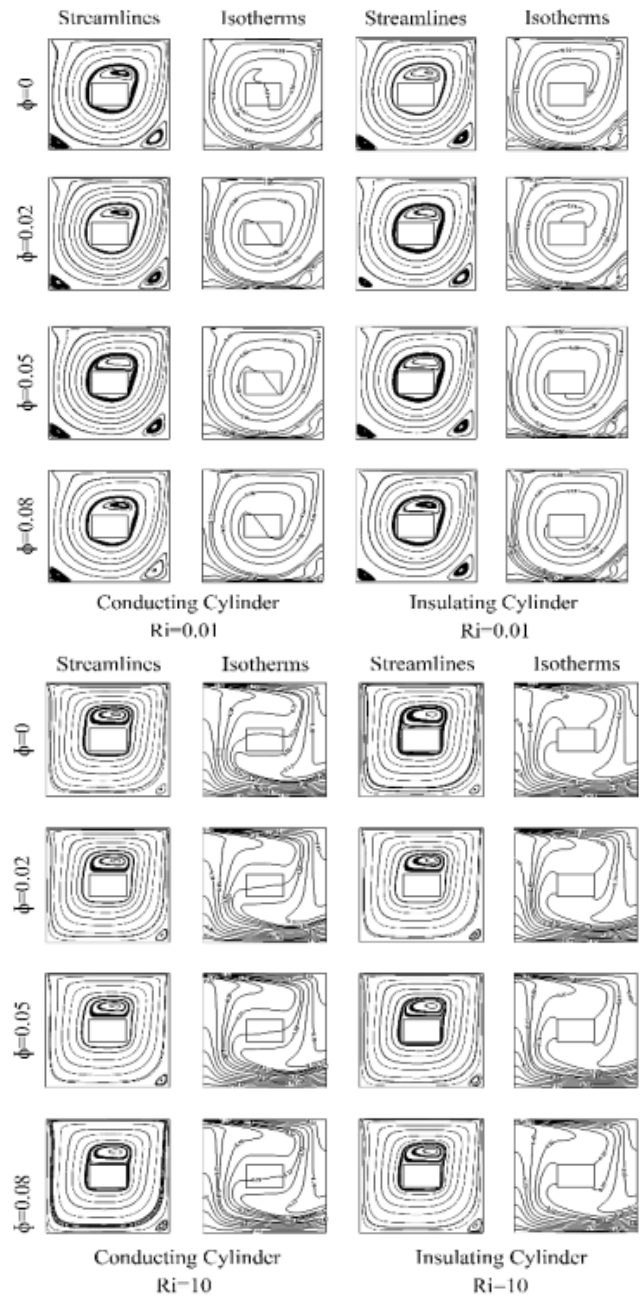 Streamlines Isotherms Streamlines Isotherms
ϕ=0
ϕ=0.02
ϕ=0.05
ϕ=0.08
Conducting Cylinder Insulating Cylinder
Ri=0.01 Ri=0.01
Streamlines Isotherms Streamlines Isotherms
ϕ=0
ϕ=0.02
ϕ=0.05
ϕ=0.08
Conducting Cylinder Insulating Cylinder
Ri=10 Ri=10